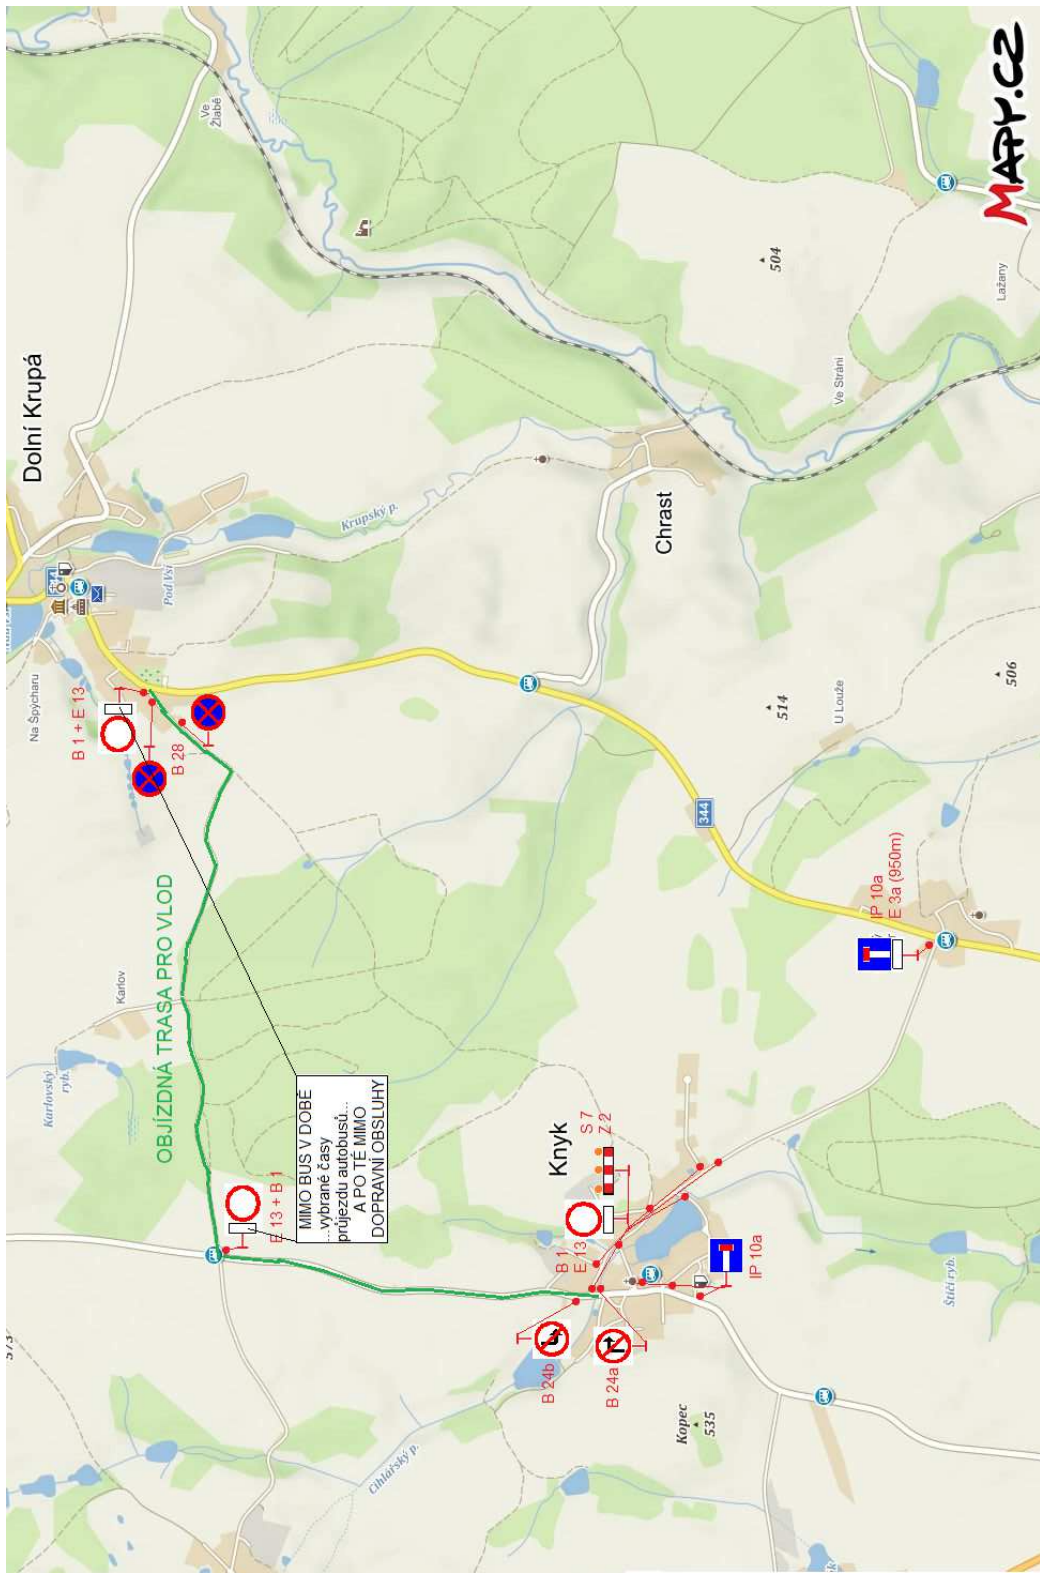 573
Dolní Krupá
Na Špýcharu
Karlovský
ryb.
Karlov
B 1 + E 13
OBJÍZDNÁ TRASA PRO VLOD
Pod Vsí
B 28
Ve
Žlabě
E 13 + B 1
MIMO BUS V DOBĚ
...vybrané časy
průjezdu autobusů...
A PO TÉ MIMO
DOPRAVNÍ OBSLUHY
Krupský p.
Cihlářský p.
B 24b
B 24a
Knyk
B 1
E 13
S 7
Z 2
Chrast
Kopec
535
344
IP 10a
504
514
U Louže
Ve Strání
IP 10a
E 3a (950m)
Štičí ryb.
Lažany
506
MAPY.CZ